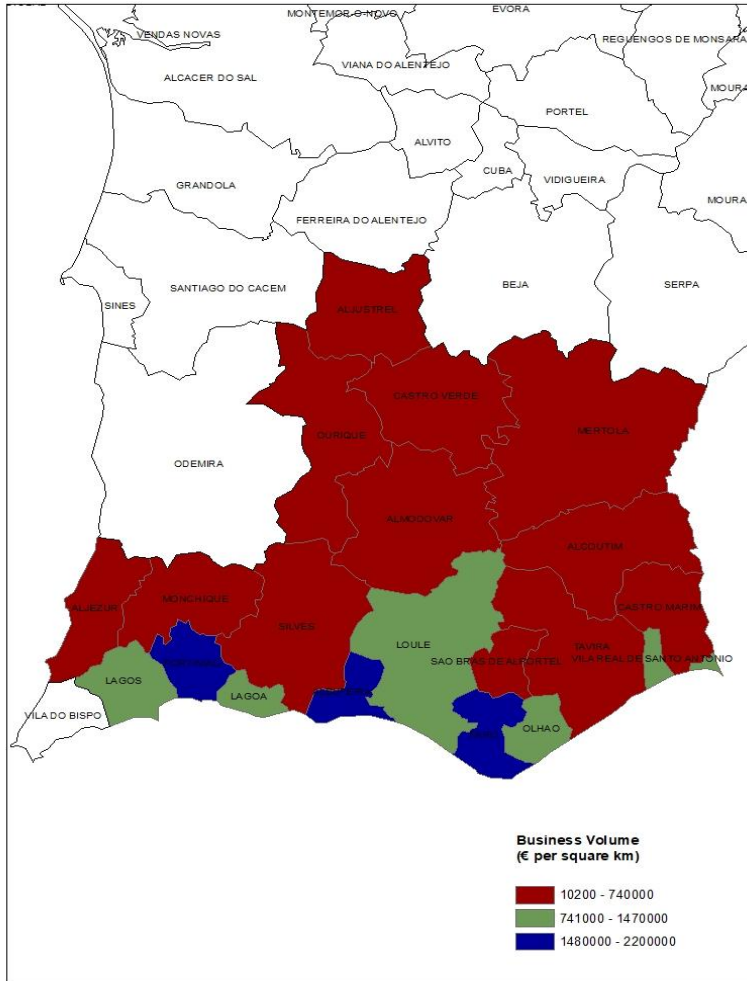 MONTEMOR-O-NOVO
EVORA
VENDAS NOVAS
REGUENGOS DE MONSARA
VIANA DO ALENTEJO
ALCACER DO SAL
MOURA
PORTEL
ALVITO
CUBA
VIDIGUEIRA
GRANDOLA
MOURA
FERREIRA DO ALENTEJO
SANTIAGO DO CACEM
BEJA
SERPA
SINES
ALJUSTREL
CASTRO VERDE
MERTOLA
OURIQUE
ODEMIRA
ALMODOVAR
ALCOUTIM
MONCHIQUE
ALJEZUR
CASTRO MARIM
SILVES
LOULE
TAVIRA
SAO BRAS DE ALPORTEL
VILA REAL DE SANTO ANTONIO
LAGOS
LAGOA
VILA DO BISPO
OLHAO
Business Volume
(€ per square km)
10200 - 740000
741000 - 1470000
1480000 - 2200000